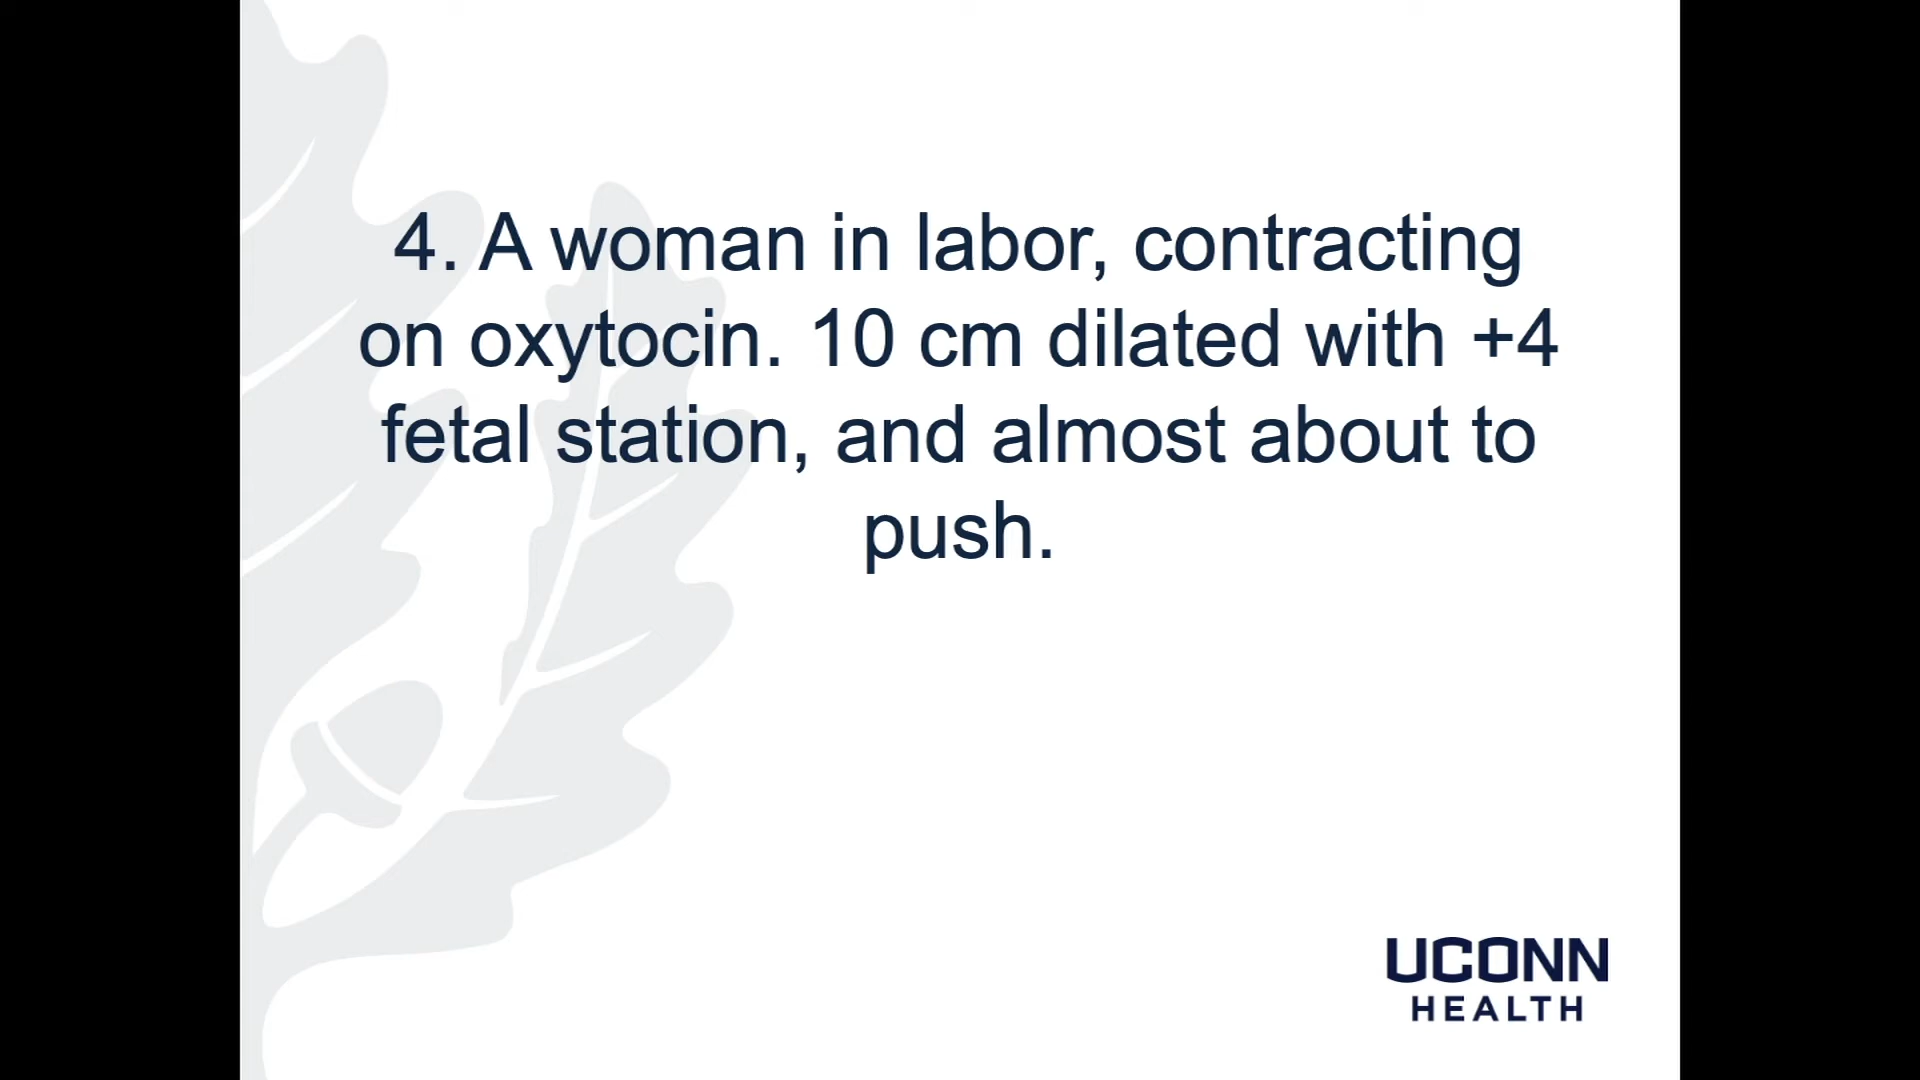 4. A woman in labor, contracting
on oxytocin. 10 cm dilated with +4
fetal station, and almost about to
push.
UCONN
HEALTH